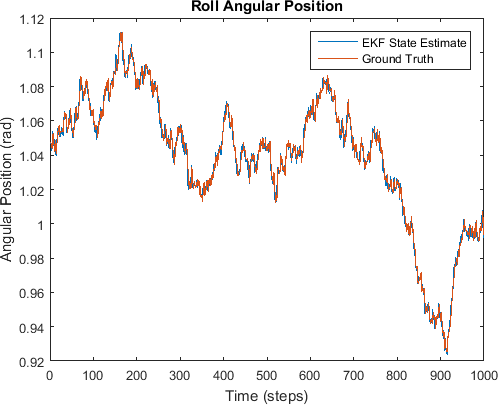 Roll Angular Position
EKF State Estimate
Ground Truth
Angular Position (rad)
1.12
1.1
1.08
1.06
1.04
1.02
1
0.98
0.96
0.94
0.92
0 100 200 300 400 500 600 700 800 900 1000
Time (steps)